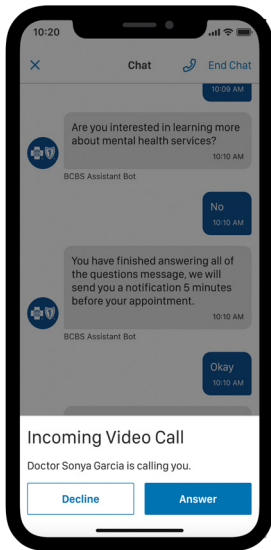 10:20
Chat
End Chat
10:09 AM
Are you interested in learning more
about mental health services?
10:10 AM
BCBS Assistant Bot
No
10:10 AM
You have finished answering all of
the questions message, we will
send you a notification 5 minutes
before your appointment.
10:10 AM
BCBS Assistant Bot
Okay
10:10 AM
Incoming Video Call
Doctor Sonya Garcia is calling you.
Decline
Answer